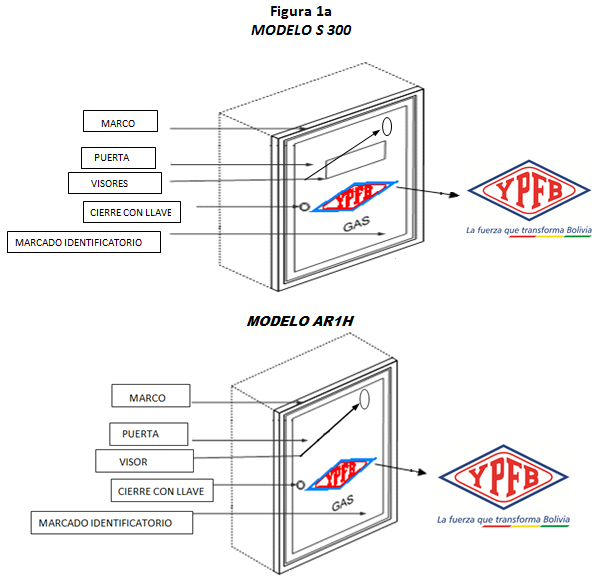 Figura 1a
MODELO S 300
MARCO
PUERTA
VISORES
CIERRE CON LLAVE
MARCADO IDENTIFICATORIO
YPFB
GAS
YPFB
La fuerza que transforma Bolivia
MODELO AR1H
MARCO
PUERTA
VISOR
CIERRE CON LLAVE
MARCADO IDENTIFICATORIO
YPFB
GAS
YPFB
La fuerza que transforma Bolivia